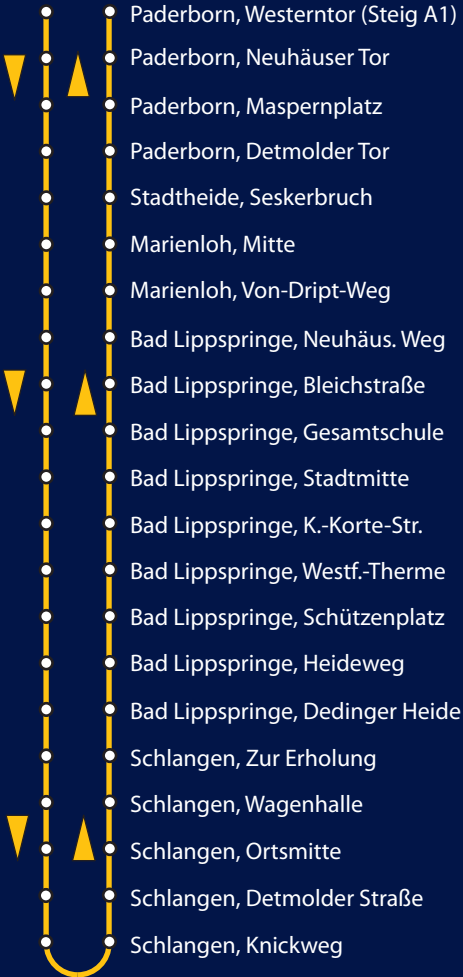 Paderborn, Westerntor (Steig A1)
Paderborn, Neuhäuser Tor
Paderborn, Maspernplatz
Paderborn, Detmolder Tor
Stadtheide, Seskerbruch
Marienloh, Mitte
Marienloh, Von-Dript-Weg
Bad Lippspringe, Neuhäus. Weg
Bad Lippspringe, Bleichstraße
Bad Lippspringe, Gesamtschule
Bad Lippspringe, Stadtmitte
Bad Lippspringe, K.-Korte-Str.
Bad Lippspringe, Westf.-Therme
Bad Lippspringe, Schützenplatz
Bad Lippspringe, Heideweg
Bad Lippspringe, Dedinger Heide
Schlangen, Zur Erholung
Schlangen, Wagenhalle
Schlangen, Ortsmitte
Schlangen, Detmolder Straße
Schlangen, Knickweg